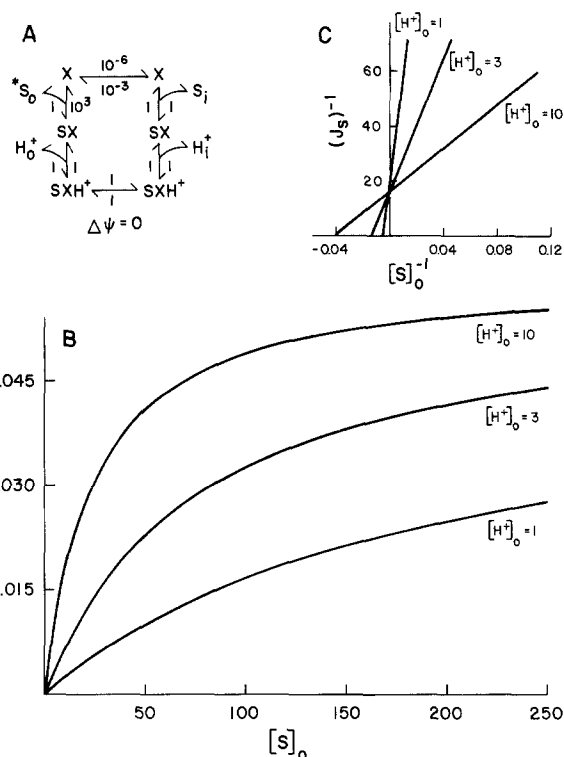 A
X 10⁻⁶ X
10⁻³
*S₀ 1 10³ 1 1 Sᵢ
SX SX
H₀⁺ 1 1 1 1 Hᵢ⁺
SXH⁺ 1 SXH⁺
1
Δψ=0
C
[H⁺]₀=1
[H⁺]₀=3
[H⁺]₀=10
(Jₛ)⁻¹
60
40
20
-0.04 0 0.04 0.08 0.12
[S]₀⁻¹
B
[H⁺]₀=10
.045
[H⁺]₀=3
.030
[H⁺]₀=1
.015
50 100 150 200 250
[S]₀